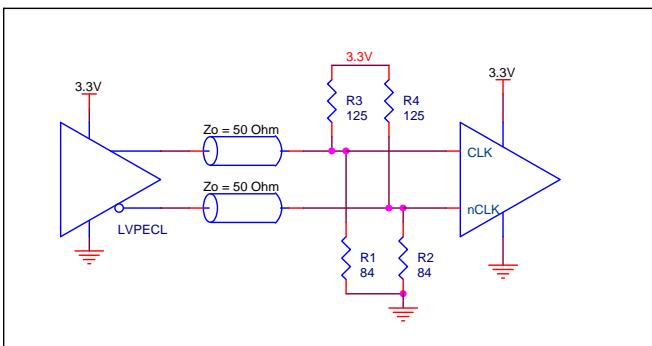 3.3V
3.3V
3.3V
R3
125
R4
125
Zo = 50 Ohm
CLK
Zo = 50 Ohm
nCLK
LVPECL
R1
84
R2
84